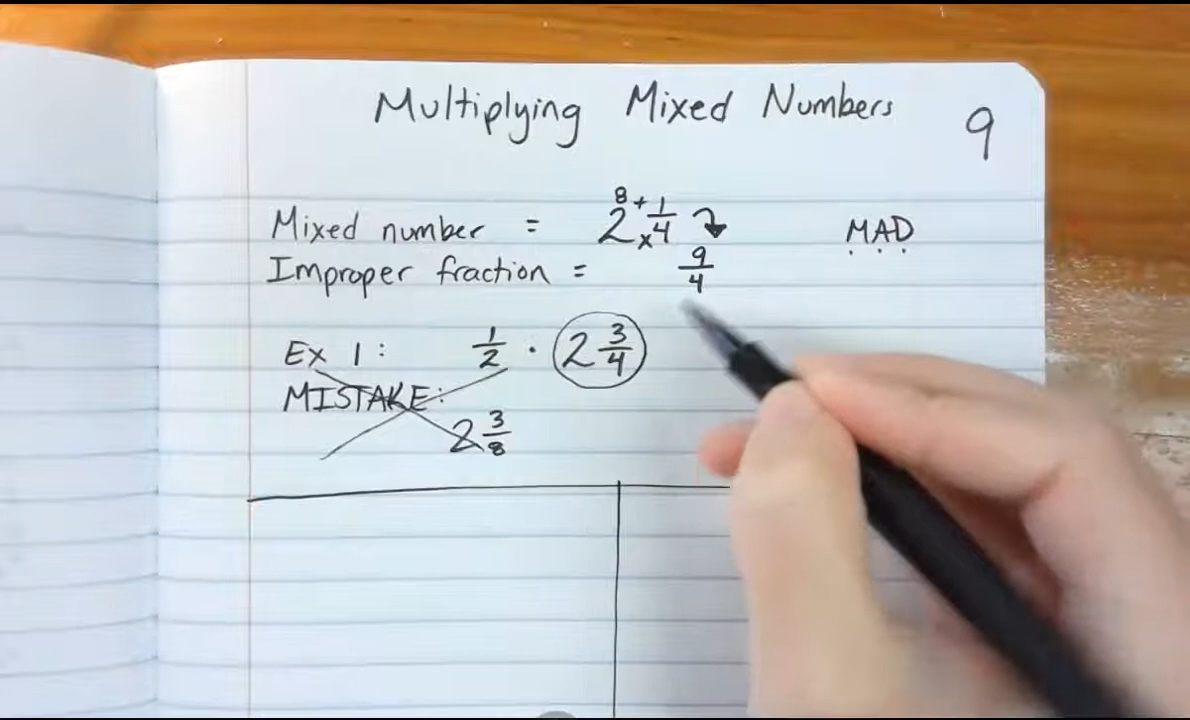 Multiplying Mixed Numbers 9
Mixed number = 2 8 + 1/4 x MAD
Improper fraction = 9/4
Ex 1: 1/2 · 2 3/4
MISTAKE:
2 3/8